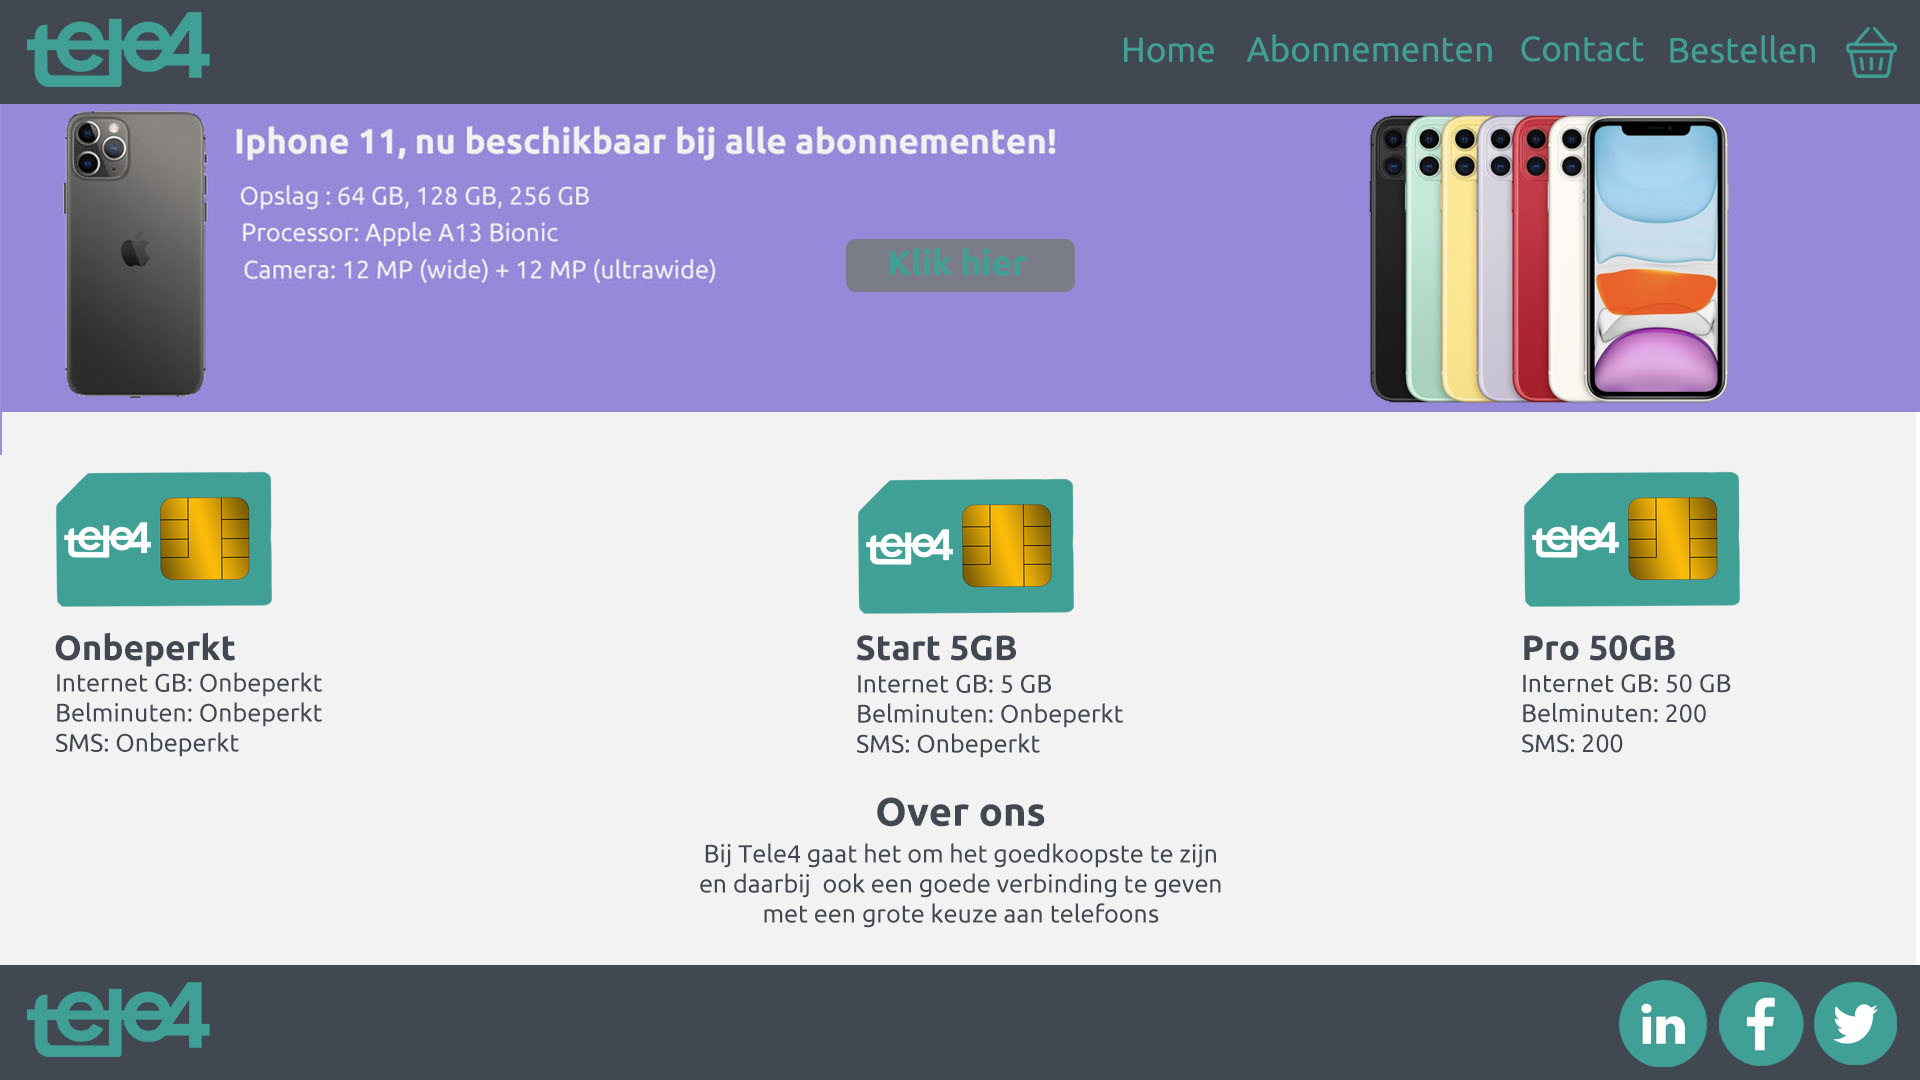 tele4
Home Abonnementen Contact Bestellen
Iphone 11, nu beschikbaar bij alle abonnementen!
Opslag : 64 GB, 128 GB, 256 GB
Processor: Apple A13 Bionic
Camera: 12 MP (wide) + 12 MP (ultrawide)
Klik hier
tele4
Onbeperkt
Internet GB: Onbeperkt
Belminuten: Onbeperkt
SMS: Onbeperkt
tele4
Start 5GB
Internet GB: 5 GB
Belminuten: Onbeperkt
SMS: Onbeperkt
tele4
Pro 50GB
Internet GB: 50 GB
Belminuten: 200
SMS: 200
Over ons
Bij Tele4 gaat het om het goedkoopste te zijn
en daarbij  ook een goede verbinding te geven
met een grote keuze aan telefoons
tele4
in f